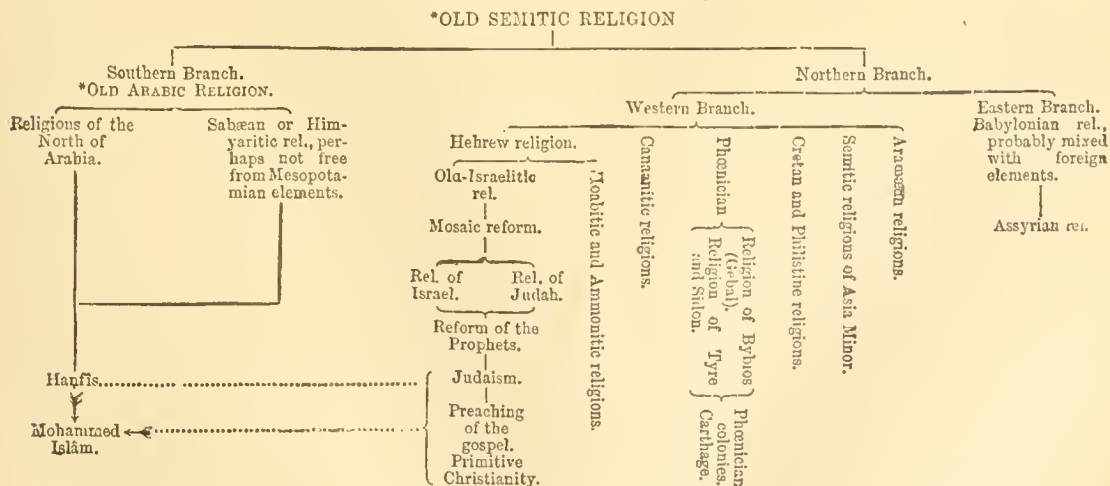 *OLD SEMITIC RELIGION
Southern Branch.
*OLD ARABIC RELIGION.
Religions of the
North of
Arabia.
Sabæan or Him-
yaritic rel., per-
haps not free
from Mesopota-
mian elements.
Hanfîs
Mohammed
Islâm.
Northern Branch.
Western Branch.
Hebrew religion.
Old-Israelitic
rel.
Mosaic reform.
Rel. of
Israel.
Rel. of
Judah.
Reform of the
Prophets.
Judaism.
Preaching
of the
gospel.
Primitive
Christianity.
Moabitic and Ammonitic religions.
Canaanitic religions.
Phœnician
Religion of Byblos
(Gebal).
Religion of Tyre
and Sidon.
Phœnician
colonies.
Carthage.
Cretan and Philistine religions.
Semitic religions of Asia Minor.
Aramæan religions.
Eastern Branch.
Babylonian rel.,
probably mixed
with foreign
elements.
Assyrian rel.